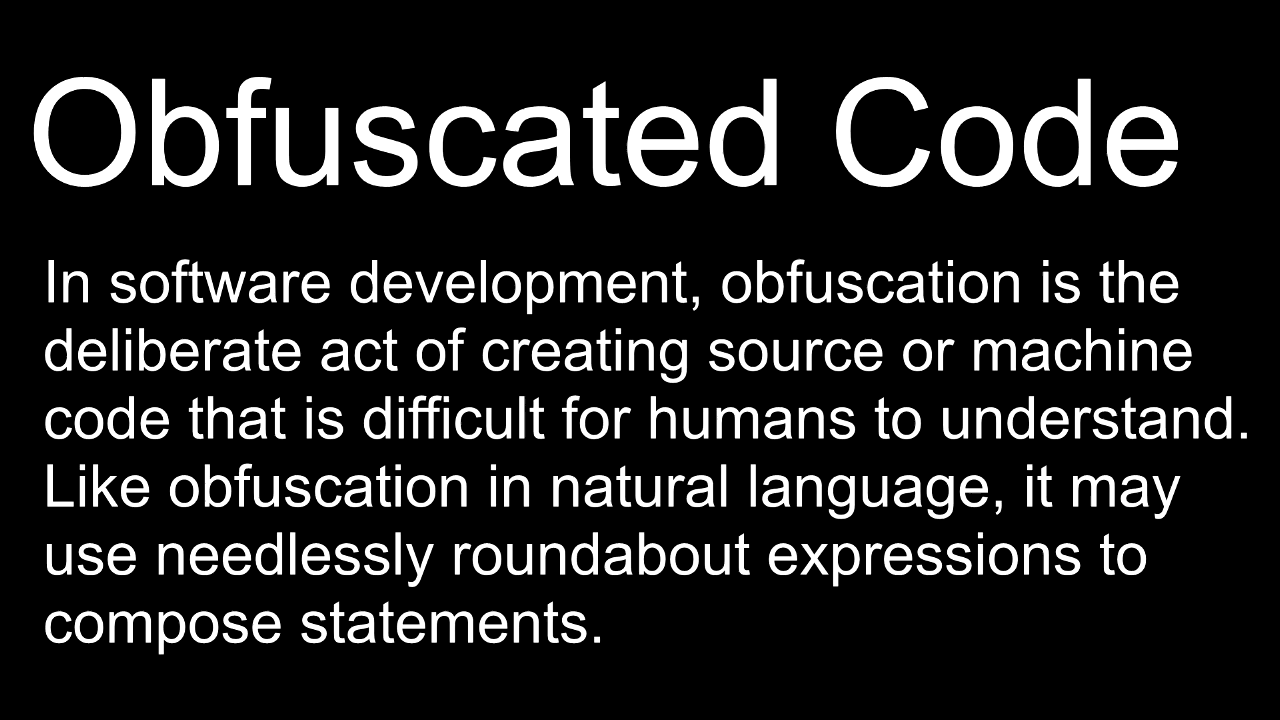 Obfuscated Code
In software development, obfuscation is the
deliberate act of creating source or machine
code that is difficult for humans to understand.
Like obfuscation in natural language, it may
use needlessly roundabout expressions to
compose statements.